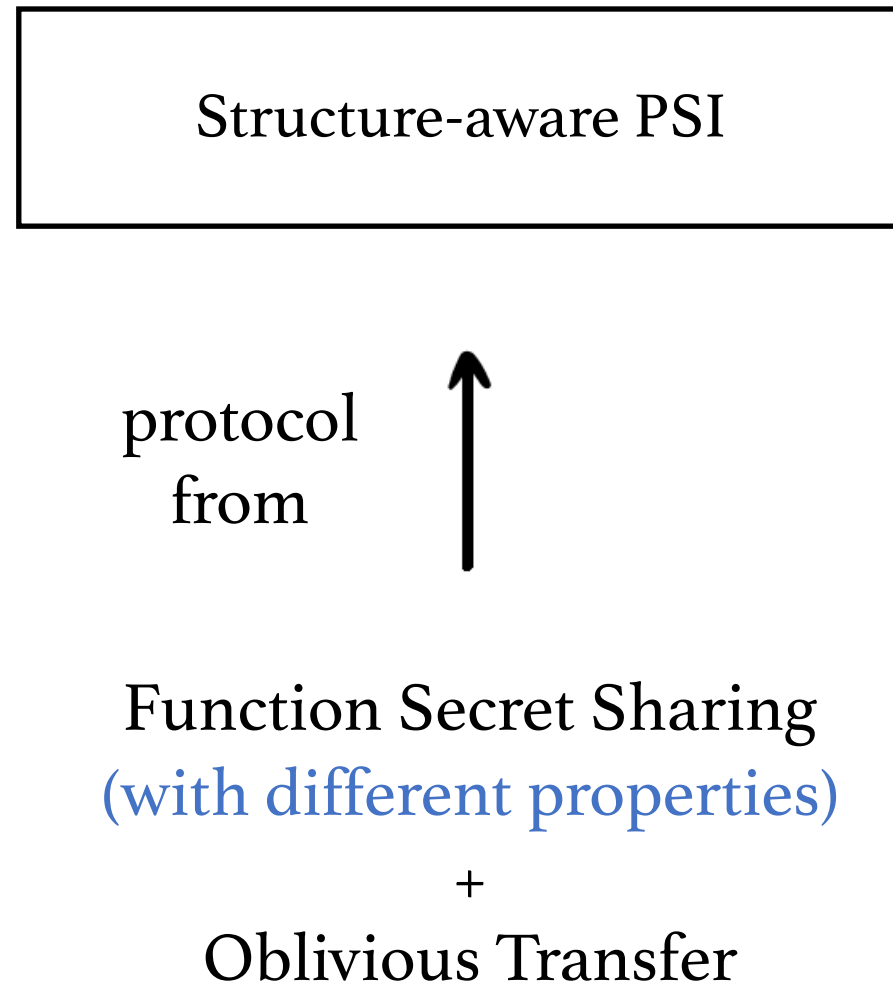 Structure-aware PSI
protocol
from
Function Secret Sharing
(with different properties)
+
Oblivious Transfer